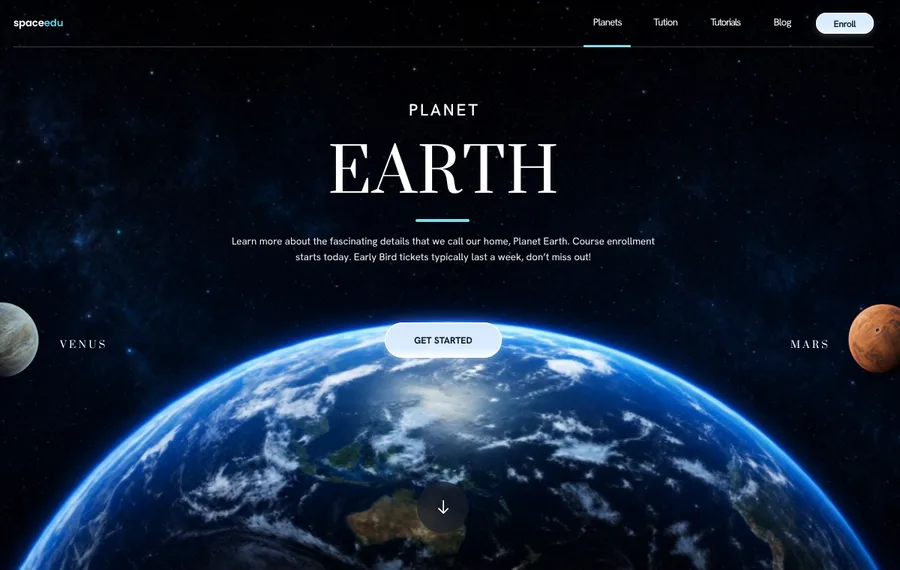 spaceedu
Planets
Tution
Tutorials
Blog
Enroll
PLANET
EARTH
Learn more about the fascinating details that we call our home, Planet Earth. Course enrollment
starts today. Early Bird tickets typically last a week, don’t miss out!
GET STARTED
VENUS
MARS